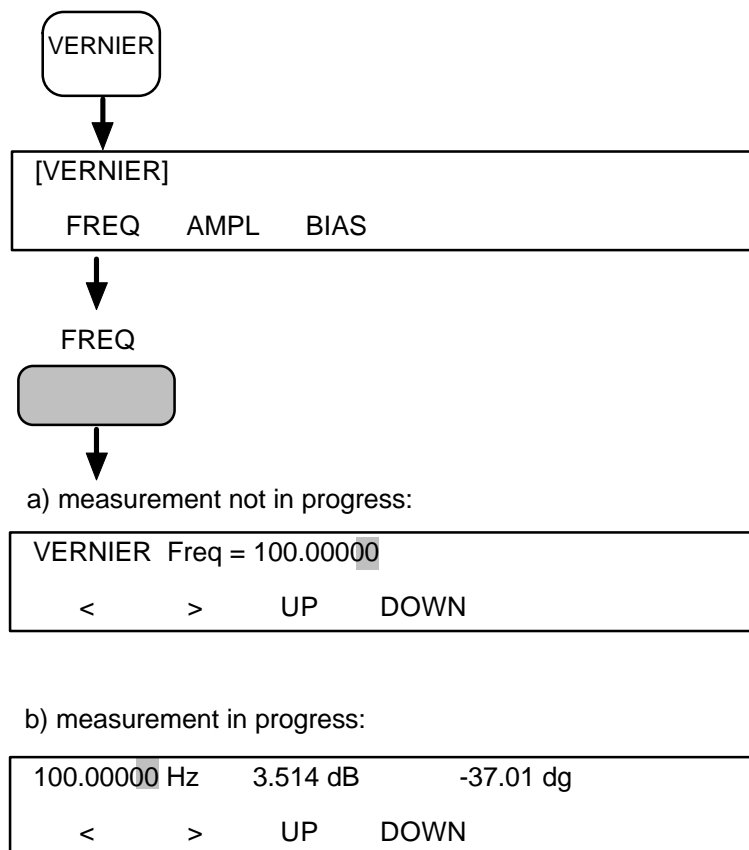 VERNIER
[VERNIER]
FREQ AMPL BIAS
FREQ
a) measurement not in progress:
VERNIER Freq = 100.00000
< > UP DOWN
b) measurement in progress:
100.00000 Hz 3.514 dB -37.01 dg
< > UP DOWN